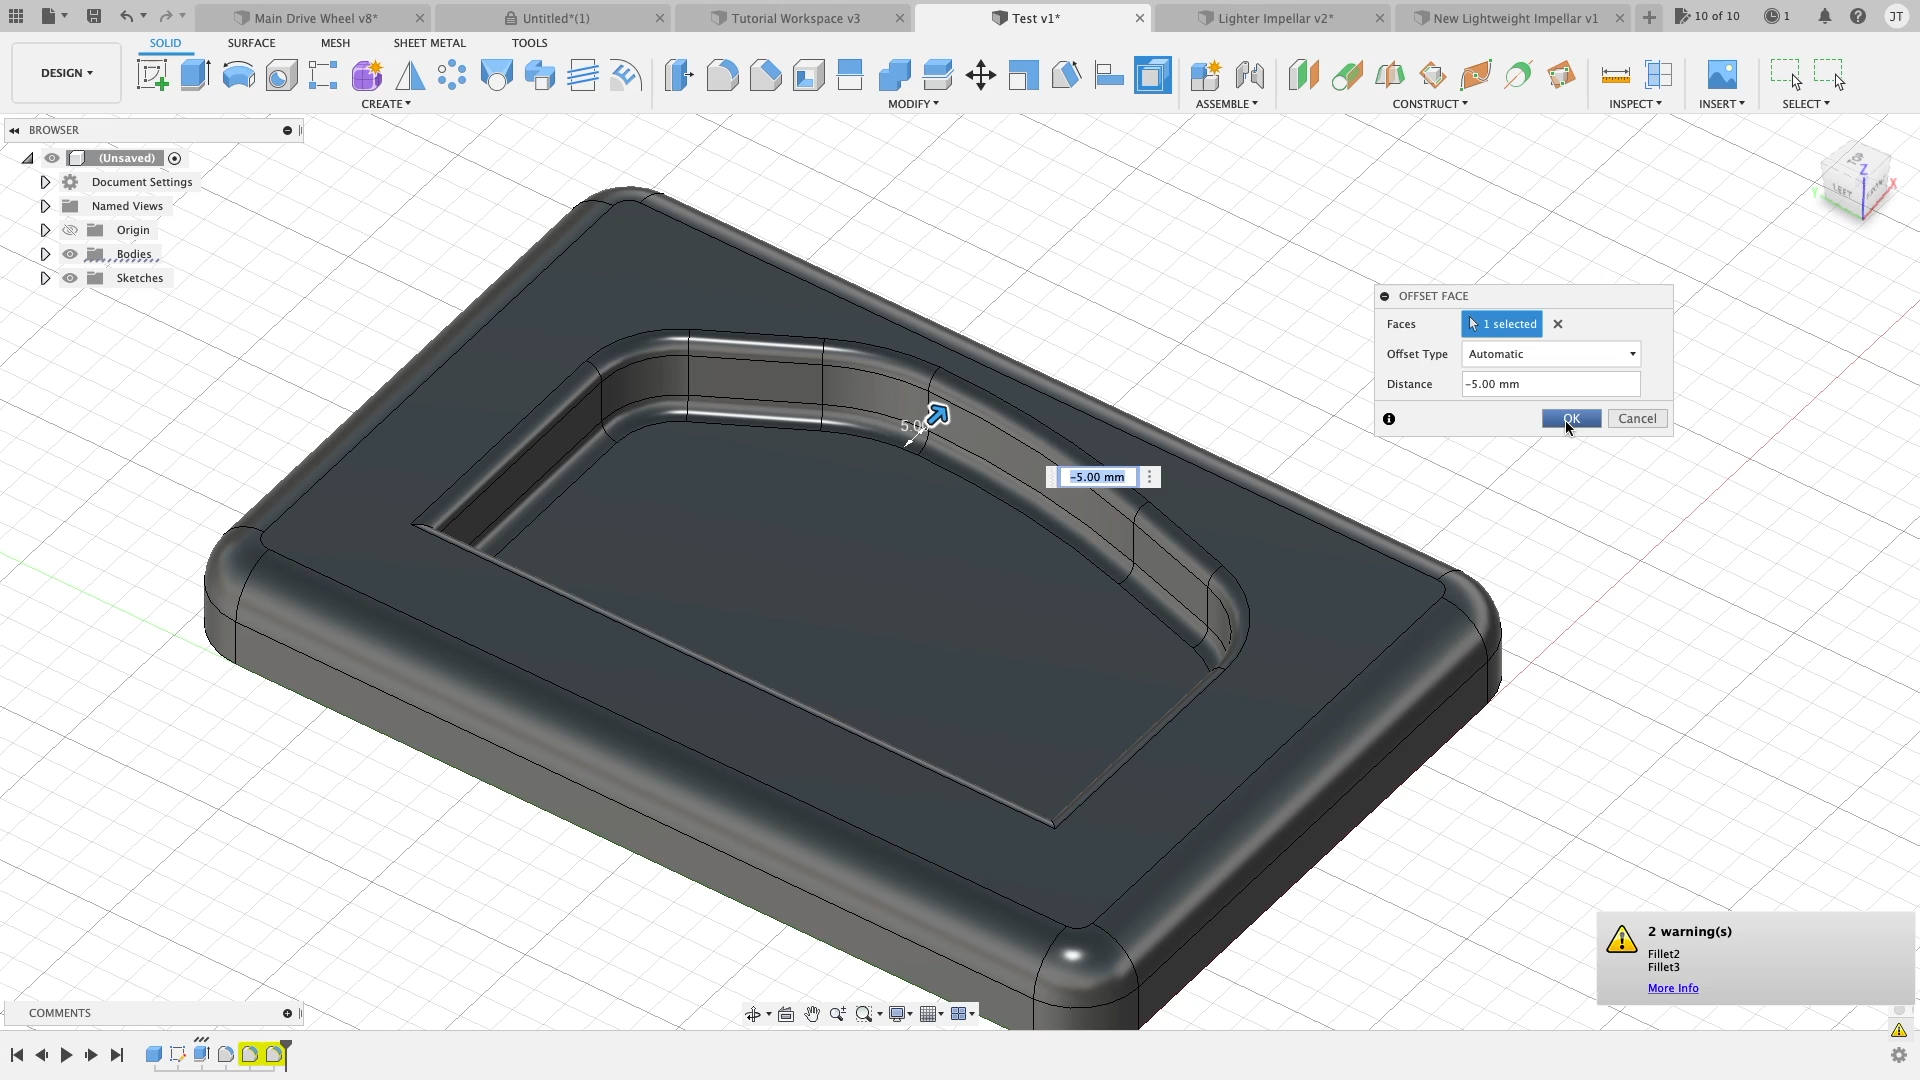 Main Drive Wheel v8*
Untitled*(1)
Tutorial Workspace v3
Test v1*
Lighter Impellar v2*
New Lightweight Impellar v1
10 of 10
1
JT
SOLID
SURFACE
MESH
SHEET METAL
TOOLS
DESIGN
CREATE
MODIFY
ASSEMBLE
CONSTRUCT
INSPECT
INSERT
SELECT
BROWSER
(Unsaved)
Document Settings
Named Views
Origin
Bodies
Sketches
Z
X
Y
LEFT
OFFSET FACE
Faces
1 selected
Offset Type
Automatic
Distance
-5.00 mm
OK
Cancel
-5.00 mm
2 warning(s)
Fillet2
Fillet3
More Info
COMMENTS